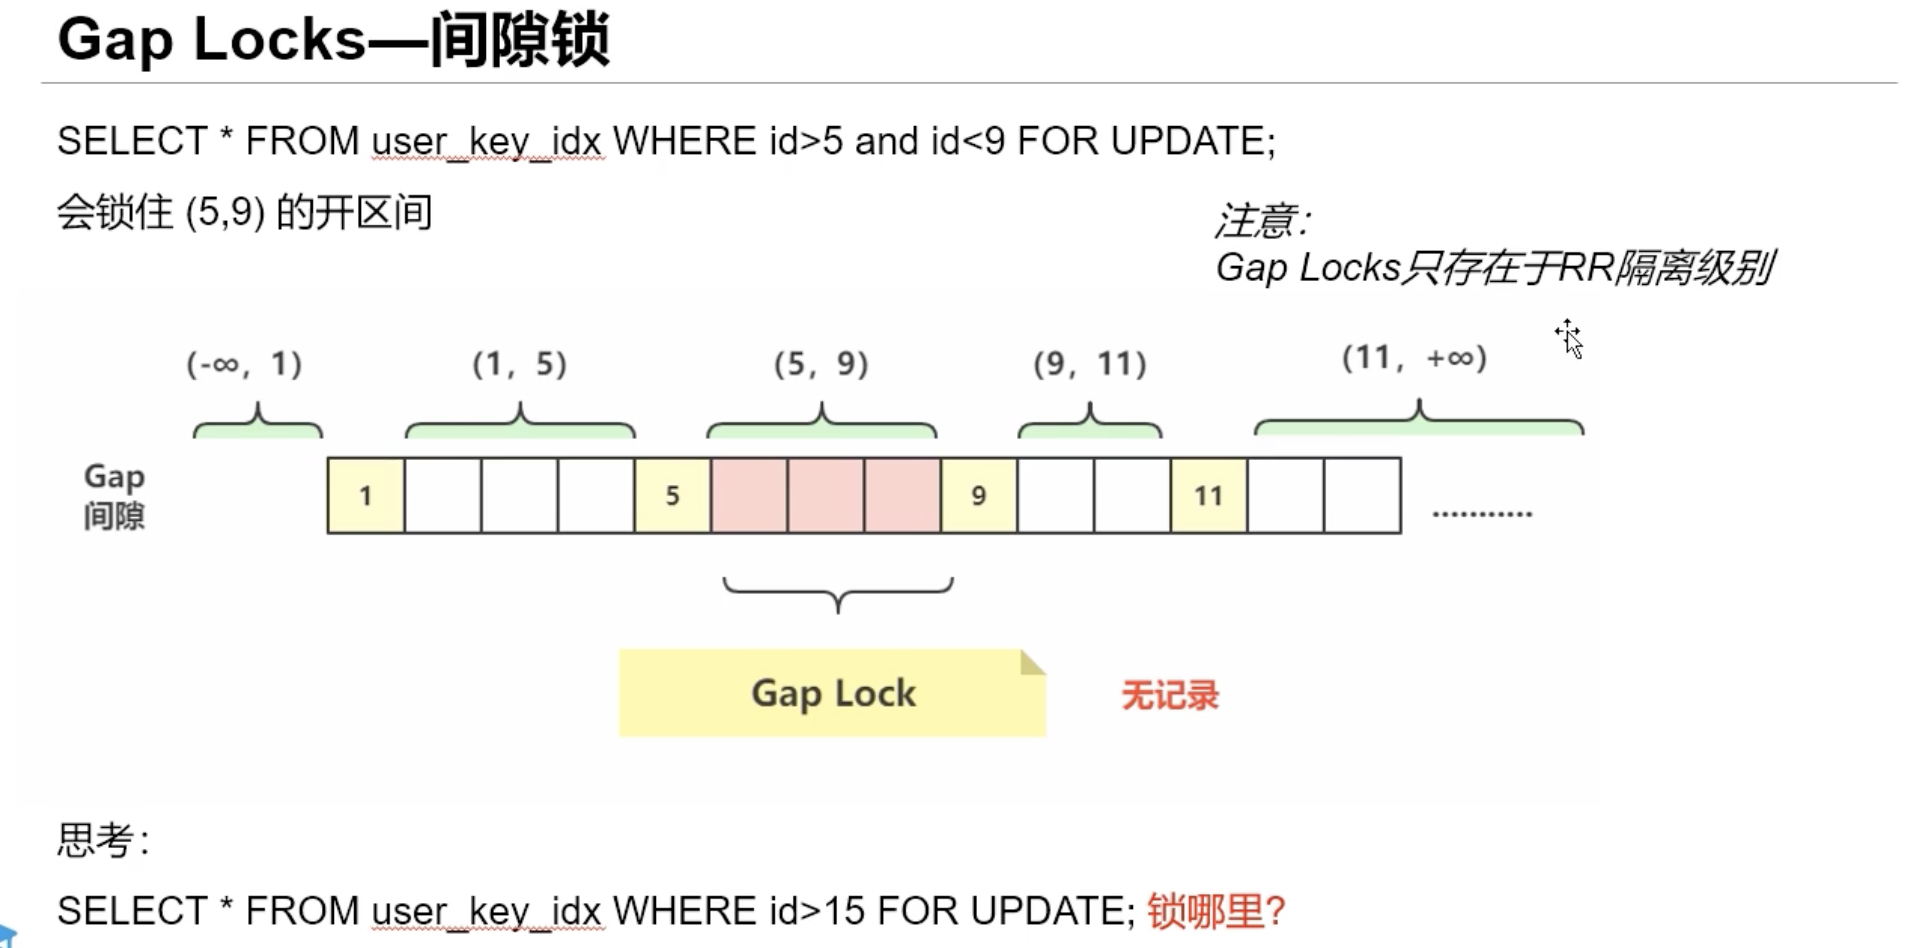 Gap Locks—间隙锁
SELECT * FROM user_key_idx WHERE id>5 and id<9 FOR UPDATE;
会锁住 (5,9) 的开区间
注意：
Gap Locks只存在于RR隔离级别
(-∞, 1) (1, 5) (5, 9) (9, 11) (11, +∞)
Gap
间隙
1 5 9 11 ...........
Gap Lock 无记录
思考：
SELECT * FROM user_key_idx WHERE id>15 FOR UPDATE; 锁哪里?